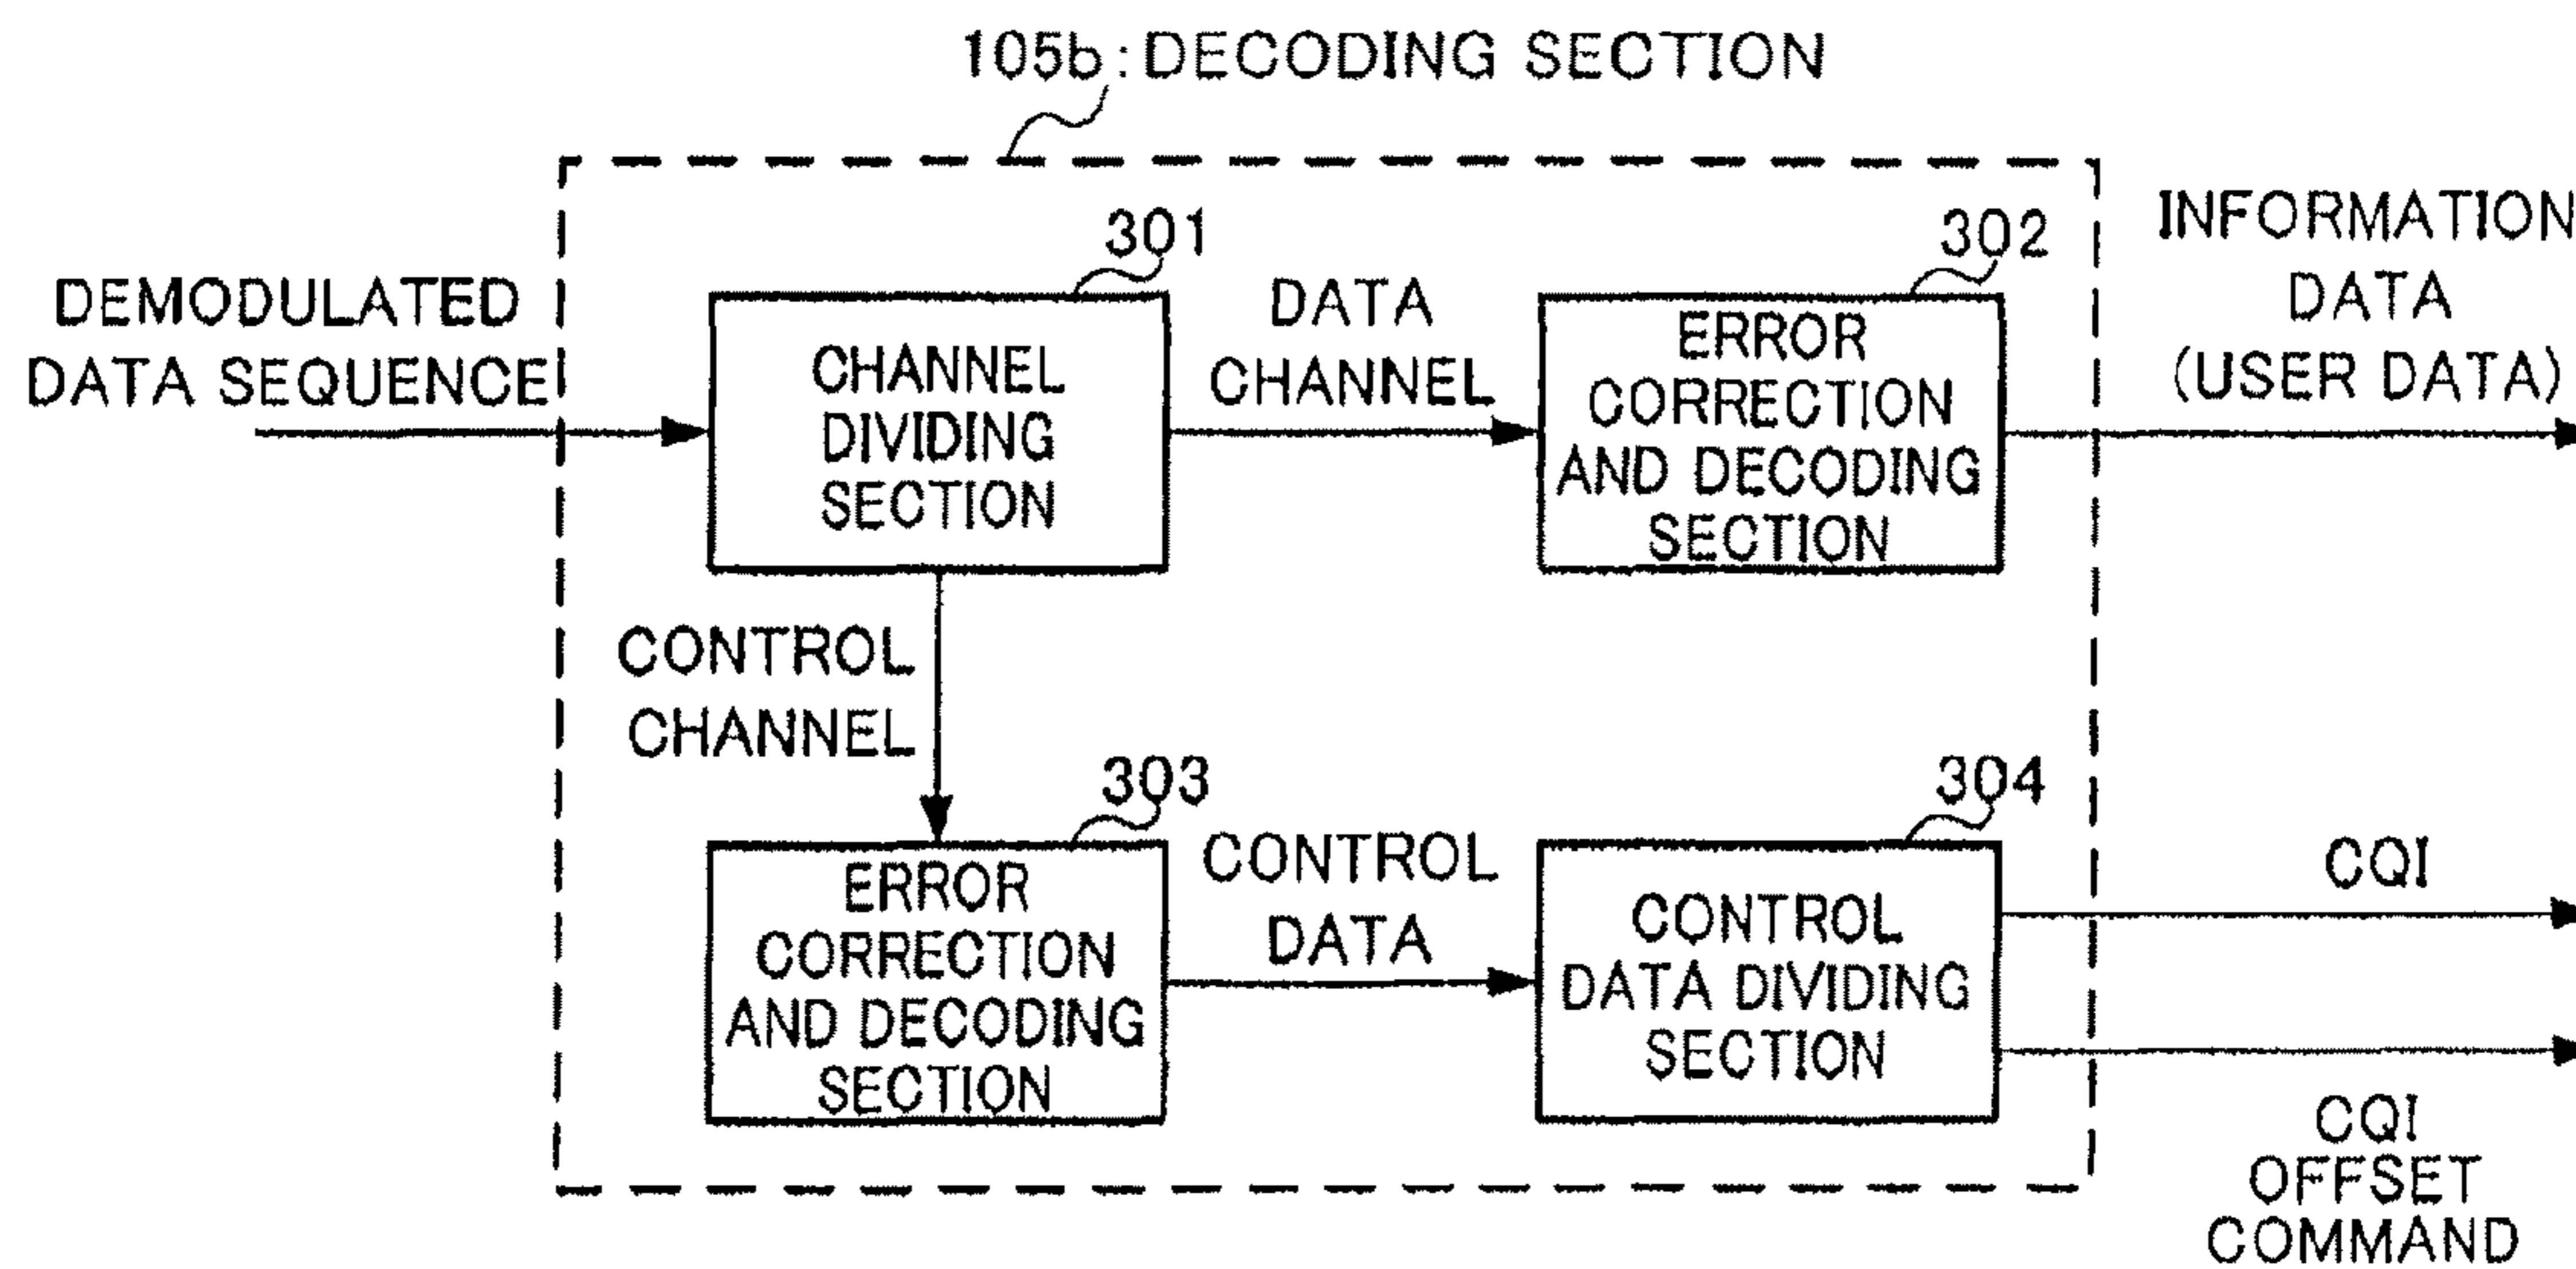 105b:DECODING SECTION
DEMODULATED
DATA SEQUENCE
301
CHANNEL
DIVIDING
SECTION
DATA
CHANNEL
302
ERROR
CORRECTION
AND DECODING
SECTION
INFORMATION
DATA
(USER DATA)
CONTROL
CHANNEL
303
ERROR
CORRECTION
AND DECODING
SECTION
CONTROL
DATA
304
CONTROL
DATA DIVIDING
SECTION
CQI
CQI
OFFSET
COMMAND